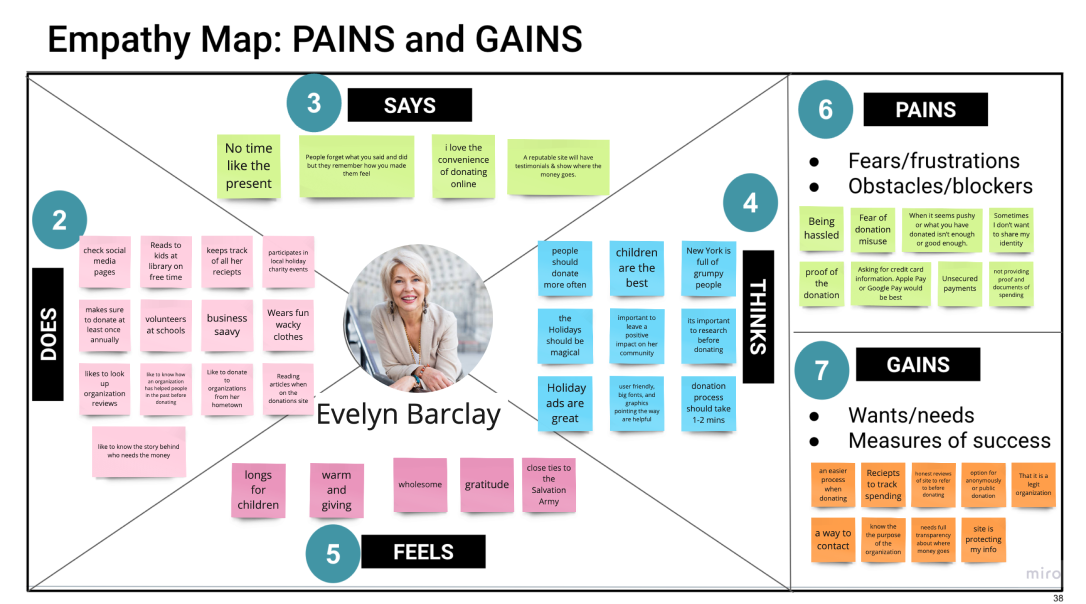 Empathy Map: PAINS and GAINS
3
SAYS
No time
like the
present
People forget what you said and did
but they remember how you made
them feel
i love the
convenience
of donating
online
A reputable site will have
testimonials & show where the
money goes.
2
DOES
check social
media
pages
Reads to
kids at
library on
free time
keeps track
of all her
reciepts
participates in
local holiday
charity events
makes sure
to donate at
least once
annually
volunteers
at schools
business
saavy
Wears fun
wacky
clothes
likes to look
up
organization
reviews
like to know how
an organization
has helped people
in the past before
donating
Like to donate
to
organizations
from her
hometown
Reading
articles when
on the
donations site
like to know the story behind
who needs the money
Evelyn Barclay
4
THINKS
people
should
donate
more often
children
are the
best
New York is
full of
grumpy
people
the
Holidays
should be
magical
important to
leave a
positive
impact on her
community
its important
to research
before
donating
Holiday
ads are
great
user friendly,
big fonts, and
graphics
pointing the way
are helpful
donation
process
should take
1-2 mins
longs
for
children
warm
and
giving
wholesome
gratitude
close ties to
the
Salvation
Army
5
FEELS
6
PAINS
● Fears/frustrations
● Obstacles/blockers
Being
hassled
Fear of
donation
misuse
When it seems pushy
or what you have
donated isn't enough
or good enough.
Sometimes
I don't want
to share my
identity
proof of
the
donation
Asking for credit card
information. Apple Pay
or Google Pay would
be best
Unsecured
payments
not providing
proof and
documents of
spending
7
GAINS
● Wants/needs
● Measures of success
an easier
process
when
donating
Reciepts
to track
spending
honest reviews
of site to refer
to before
donating
option for
anonymously
or public
donation
That it is a
legit
organization
a way to
contact
know the
the purpose
of the
organization
needs full
transparency
about where
money goes
site is
protecting
my info
miro
38